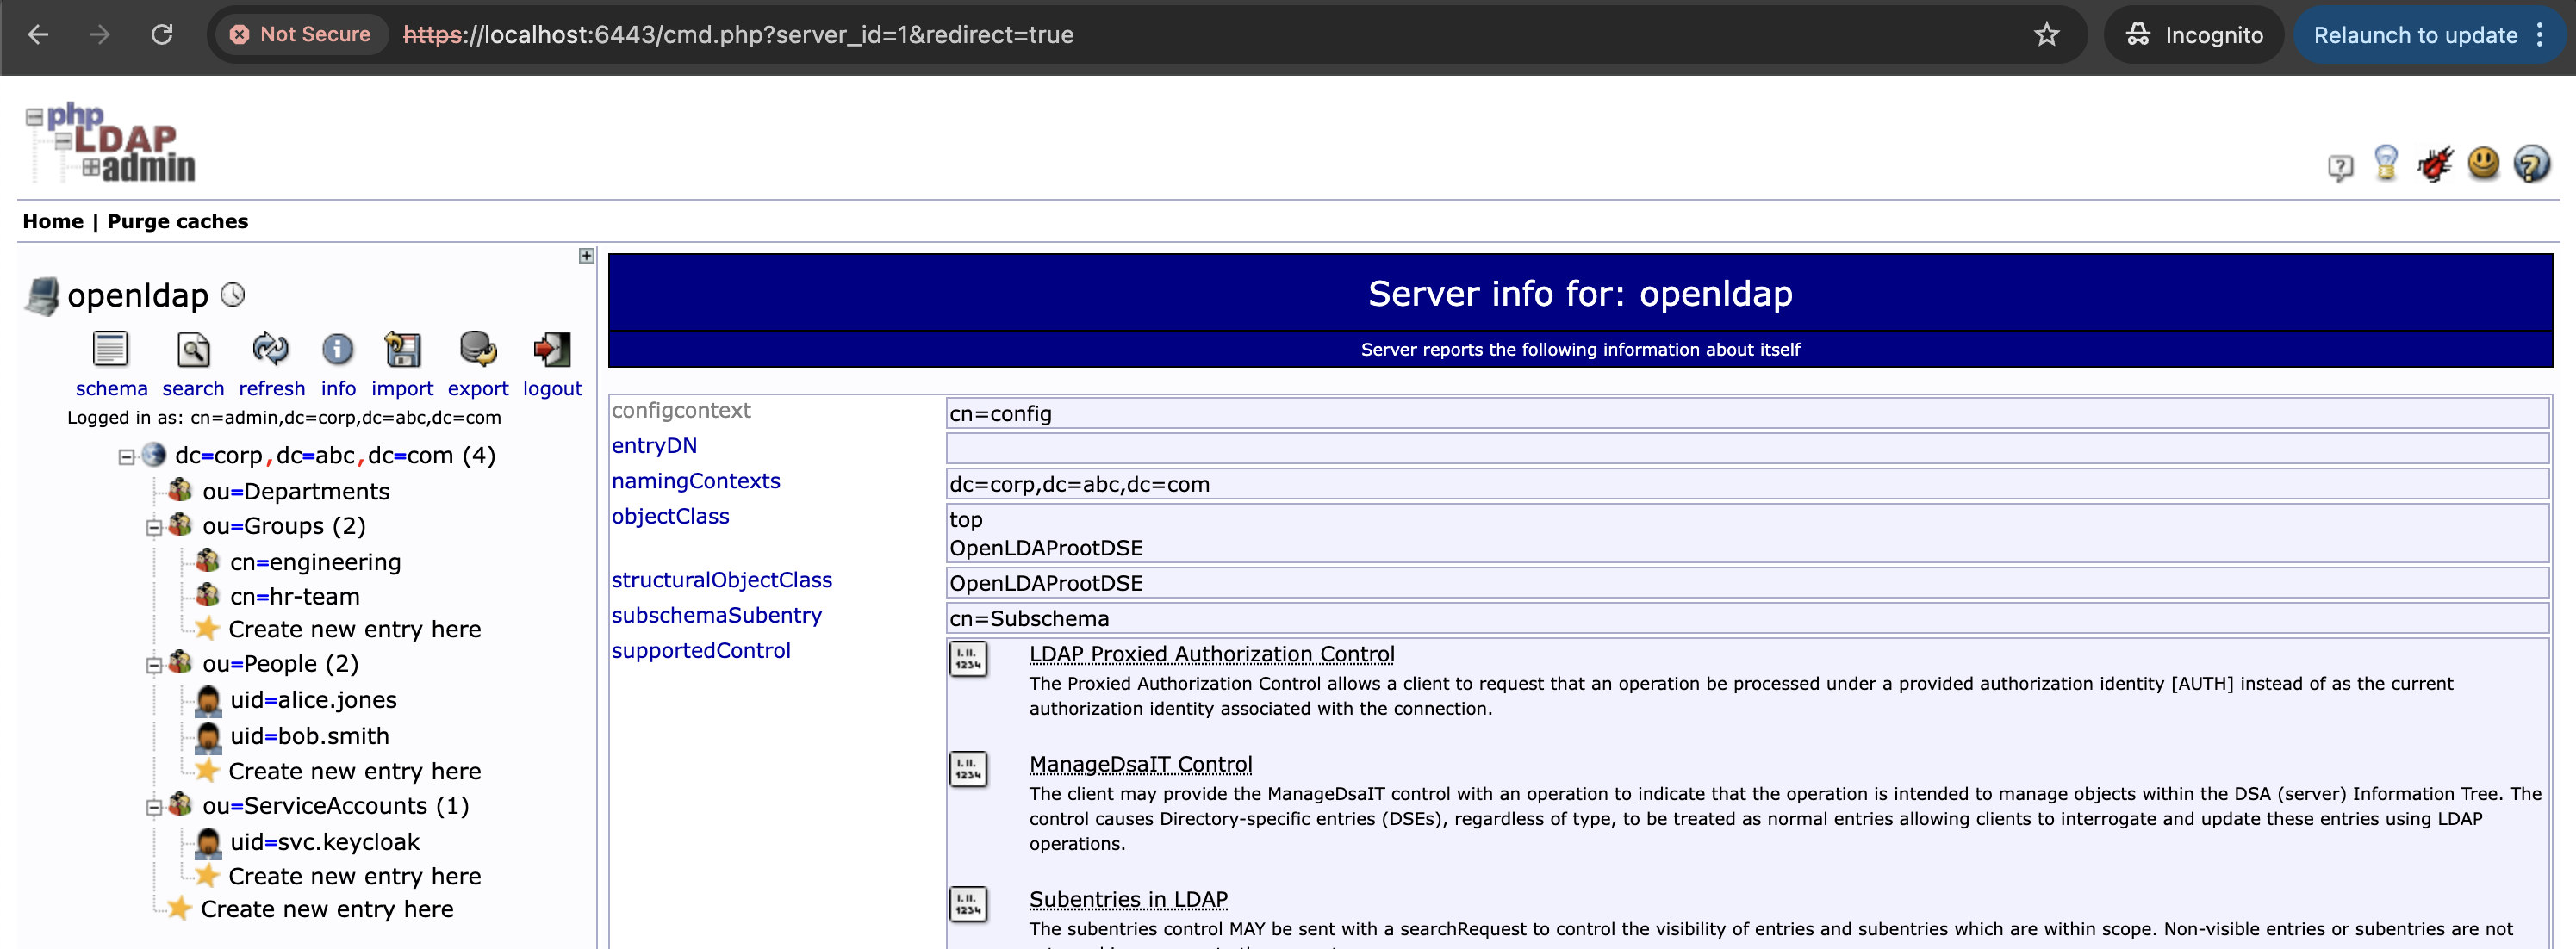 Not Secure https://localhost:6443/cmd.php?server_id=1&redirect=true Incognito Relaunch to update
php
LDAP
admin
Home | Purge caches
openldap
schema search refresh info import export logout
Logged in as: cn=admin,dc=corp,dc=abc,dc=com
dc=corp,dc=abc,dc=com (4)
ou=Departments
ou=Groups (2)
cn=engineering
cn=hr-team
Create new entry here
ou=People (2)
uid=alice.jones
uid=bob.smith
Create new entry here
ou=ServiceAccounts (1)
uid=svc.keycloak
Create new entry here
Create new entry here
Server info for: openldap
Server reports the following information about itself
configcontext cn=config
entryDN
namingContexts dc=corp,dc=abc,dc=com
objectClass top
OpenLDAProotDSE
structuralObjectClass OpenLDAProotDSE
subschemaSubentry cn=Subschema
supportedControl
LDAP Proxied Authorization Control
The Proxied Authorization Control allows a client to request that an operation be processed under a provided authorization identity [AUTH] instead of as the current
authorization identity associated with the connection.
ManageDsaIT Control
The client may provide the ManageDsaIT control with an operation to indicate that the operation is intended to manage objects within the DSA (server) Information Tree. The
control causes Directory-specific entries (DSEs), regardless of type, to be treated as normal entries allowing clients to interrogate and update these entries using LDAP
operations.
Subentries in LDAP
The subentries control MAY be sent with a searchRequest to control the visibility of entries and subentries which are within scope. Non-visible entries or subentries are not